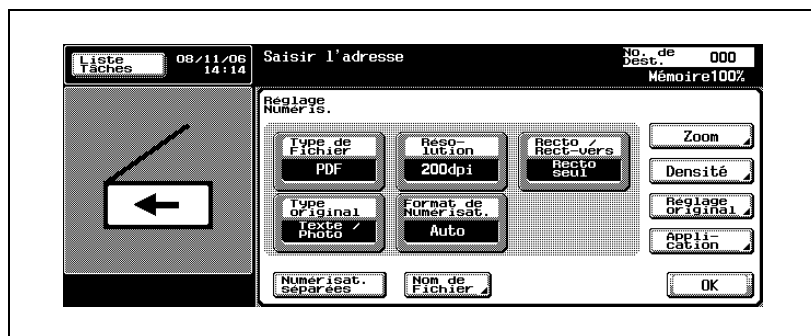 Liste
Tâches
08/11/06
14:14
Saisir l'adresse
No. de
Dest.
000
Mémoire100%
Réglage
Numéris.
Type de
Fichier
PDF
Réso-
lution
200dpi
Recto /
Rect-vers
Recto
seul
Type
original
Texte /
Photo
Format de
Numérisat.
Auto
Zoom
Densité
Réglage
original
Appli-
cation
Numérisat.
séparées
Nom de
Fichier
OK